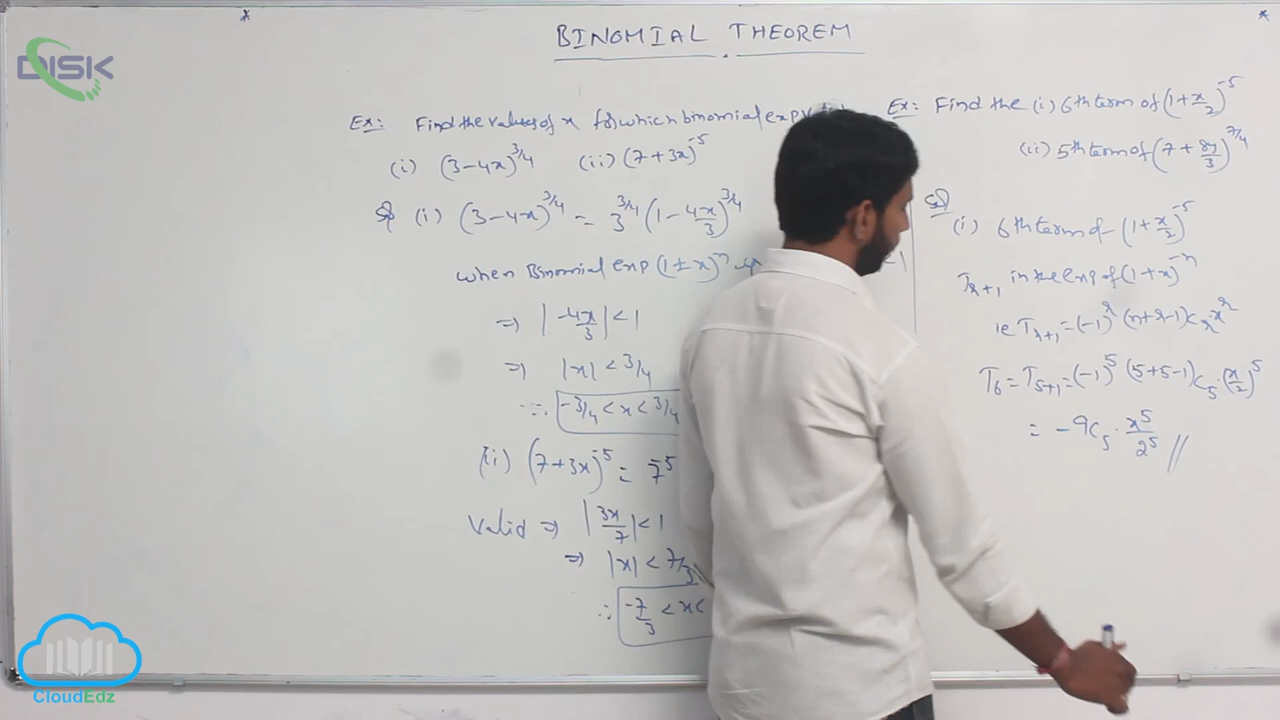 DISK
BINOMIAL THEOREM
Ex: Find the values of x for which binomial exp
(i) (3-4x)^3/4 (ii) (7+3x)^-5
Sol (i) (3-4x)^3/4 = 3^3/4 (1-4x/3)^3/4
when Binomial exp (1±x)^n
⇒ |-4x/3| < 1
⇒ |x| < 3/4
∴ -3/4 < x < 3/4
(ii) (7+3x)^-5 = 7^-5
Valid ⇒ |3x/7| < 1
⇒ |x| < 7/3
∴ -7/3 < x <
Ex: Find the (i) 6th term of (1+x/2)^-5
(ii) 5th term of (7+8y/3)^7/4
Sol
(i) 6th term of (1+x/2)^-5
T_r+1 in the exp of (1+x)^-n
ie T_r+1 = (-1)^r (n+r-1)C_r x^r
T_6 = T_5+1 = (-1)^5 (5+5-1)C_5 · (x/2)^5
= -9C_5 · x^5/2^5 //
CloudEdz